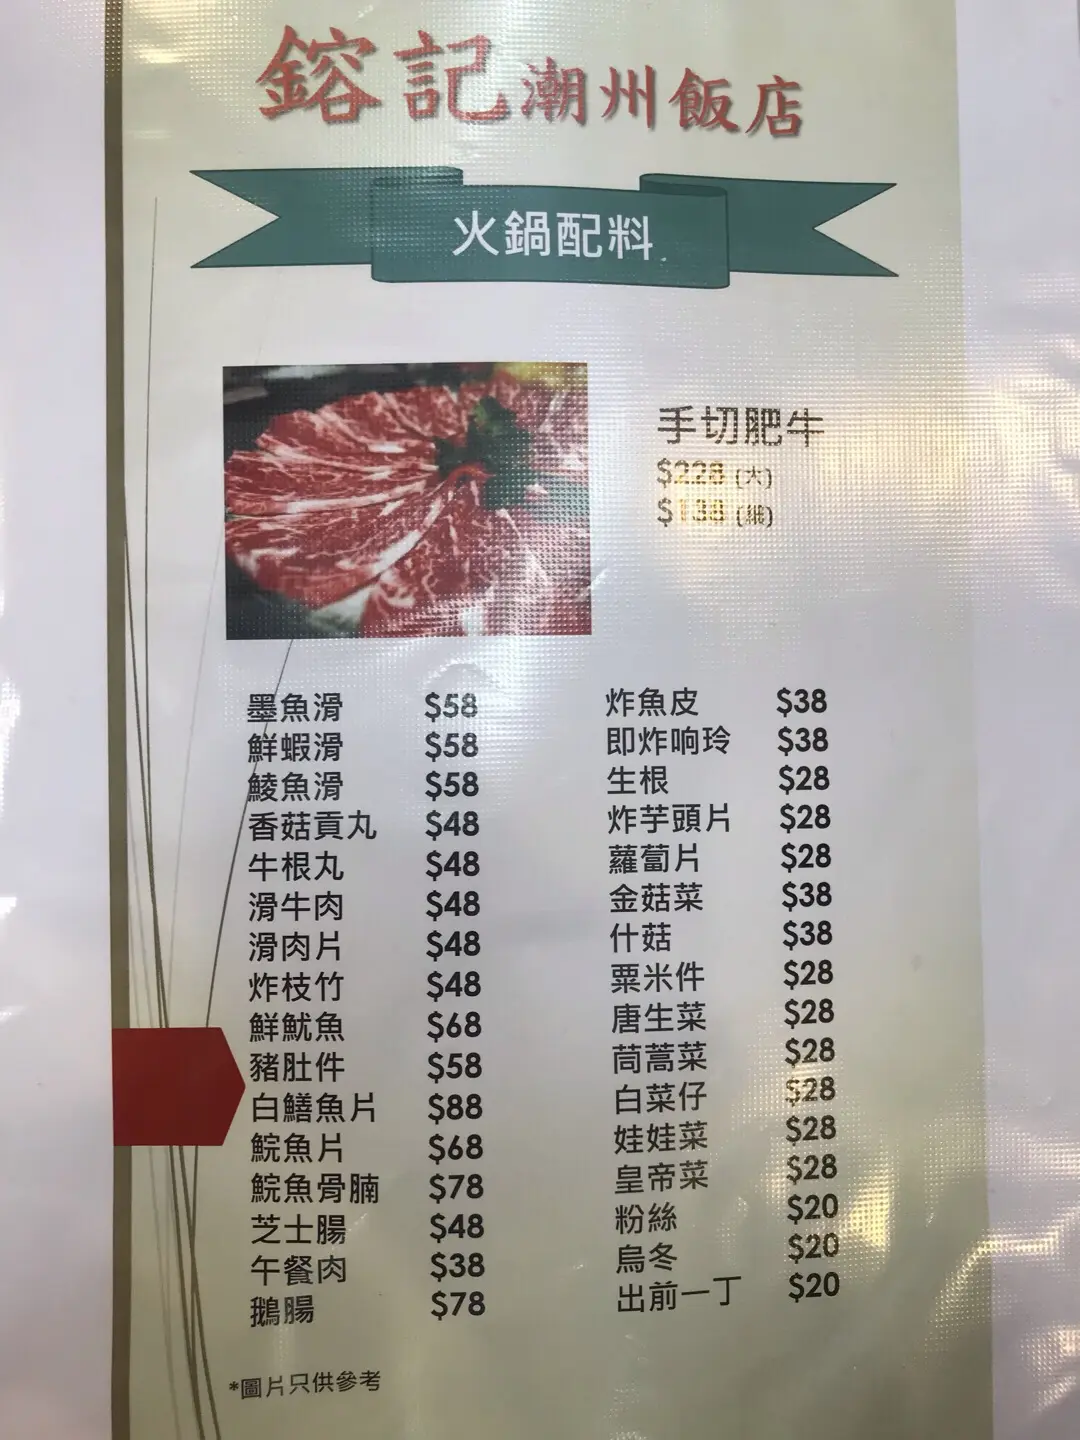 鎔記潮州飯店
火鍋配料
手切肥牛
$228 (大)
$138 (細)
墨魚滑 $58
鮮蝦滑 $58
鯪魚滑 $58
香菇貢丸 $48
牛根丸 $48
滑牛肉 $48
滑肉片 $48
炸枝竹 $48
鮮魷魚 $68
豬肚件 $58
白鱔魚片 $88
鯇魚片 $68
鯇魚骨腩 $78
芝士腸 $48
午餐肉 $38
鵝腸 $78
炸魚皮 $38
即炸响玲 $38
生根 $28
炸芋頭片 $28
蘿蔔片 $28
金菇菜 $38
什菇 $38
粟米件 $28
唐生菜 $28
茼蒿菜 $28
白菜仔 $28
娃娃菜 $28
皇帝菜 $28
粉絲 $20
烏冬 $20
出前一丁 $20
*圖片只供參考